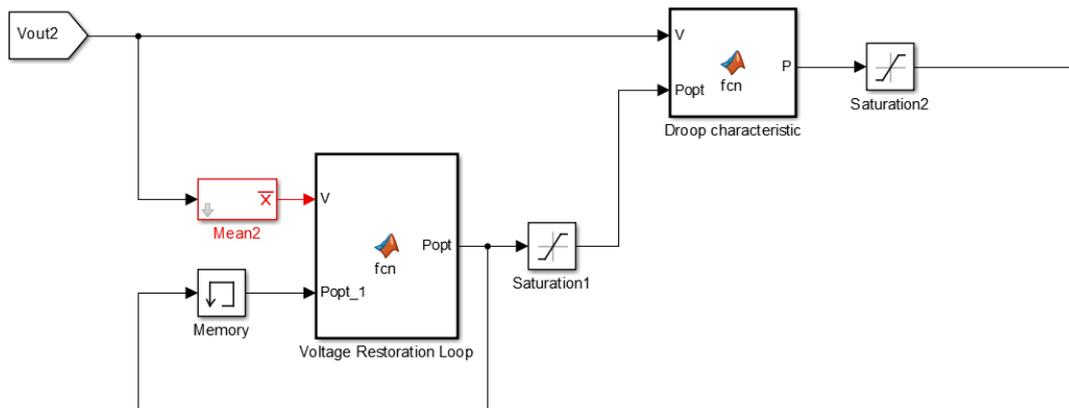 Vout2
V
Popt
fcn
P
Droop characteristic
Saturation2
x
Mean2
V
fcn
Popt
Popt_1
Voltage Restoration Loop
Saturation1
Memory